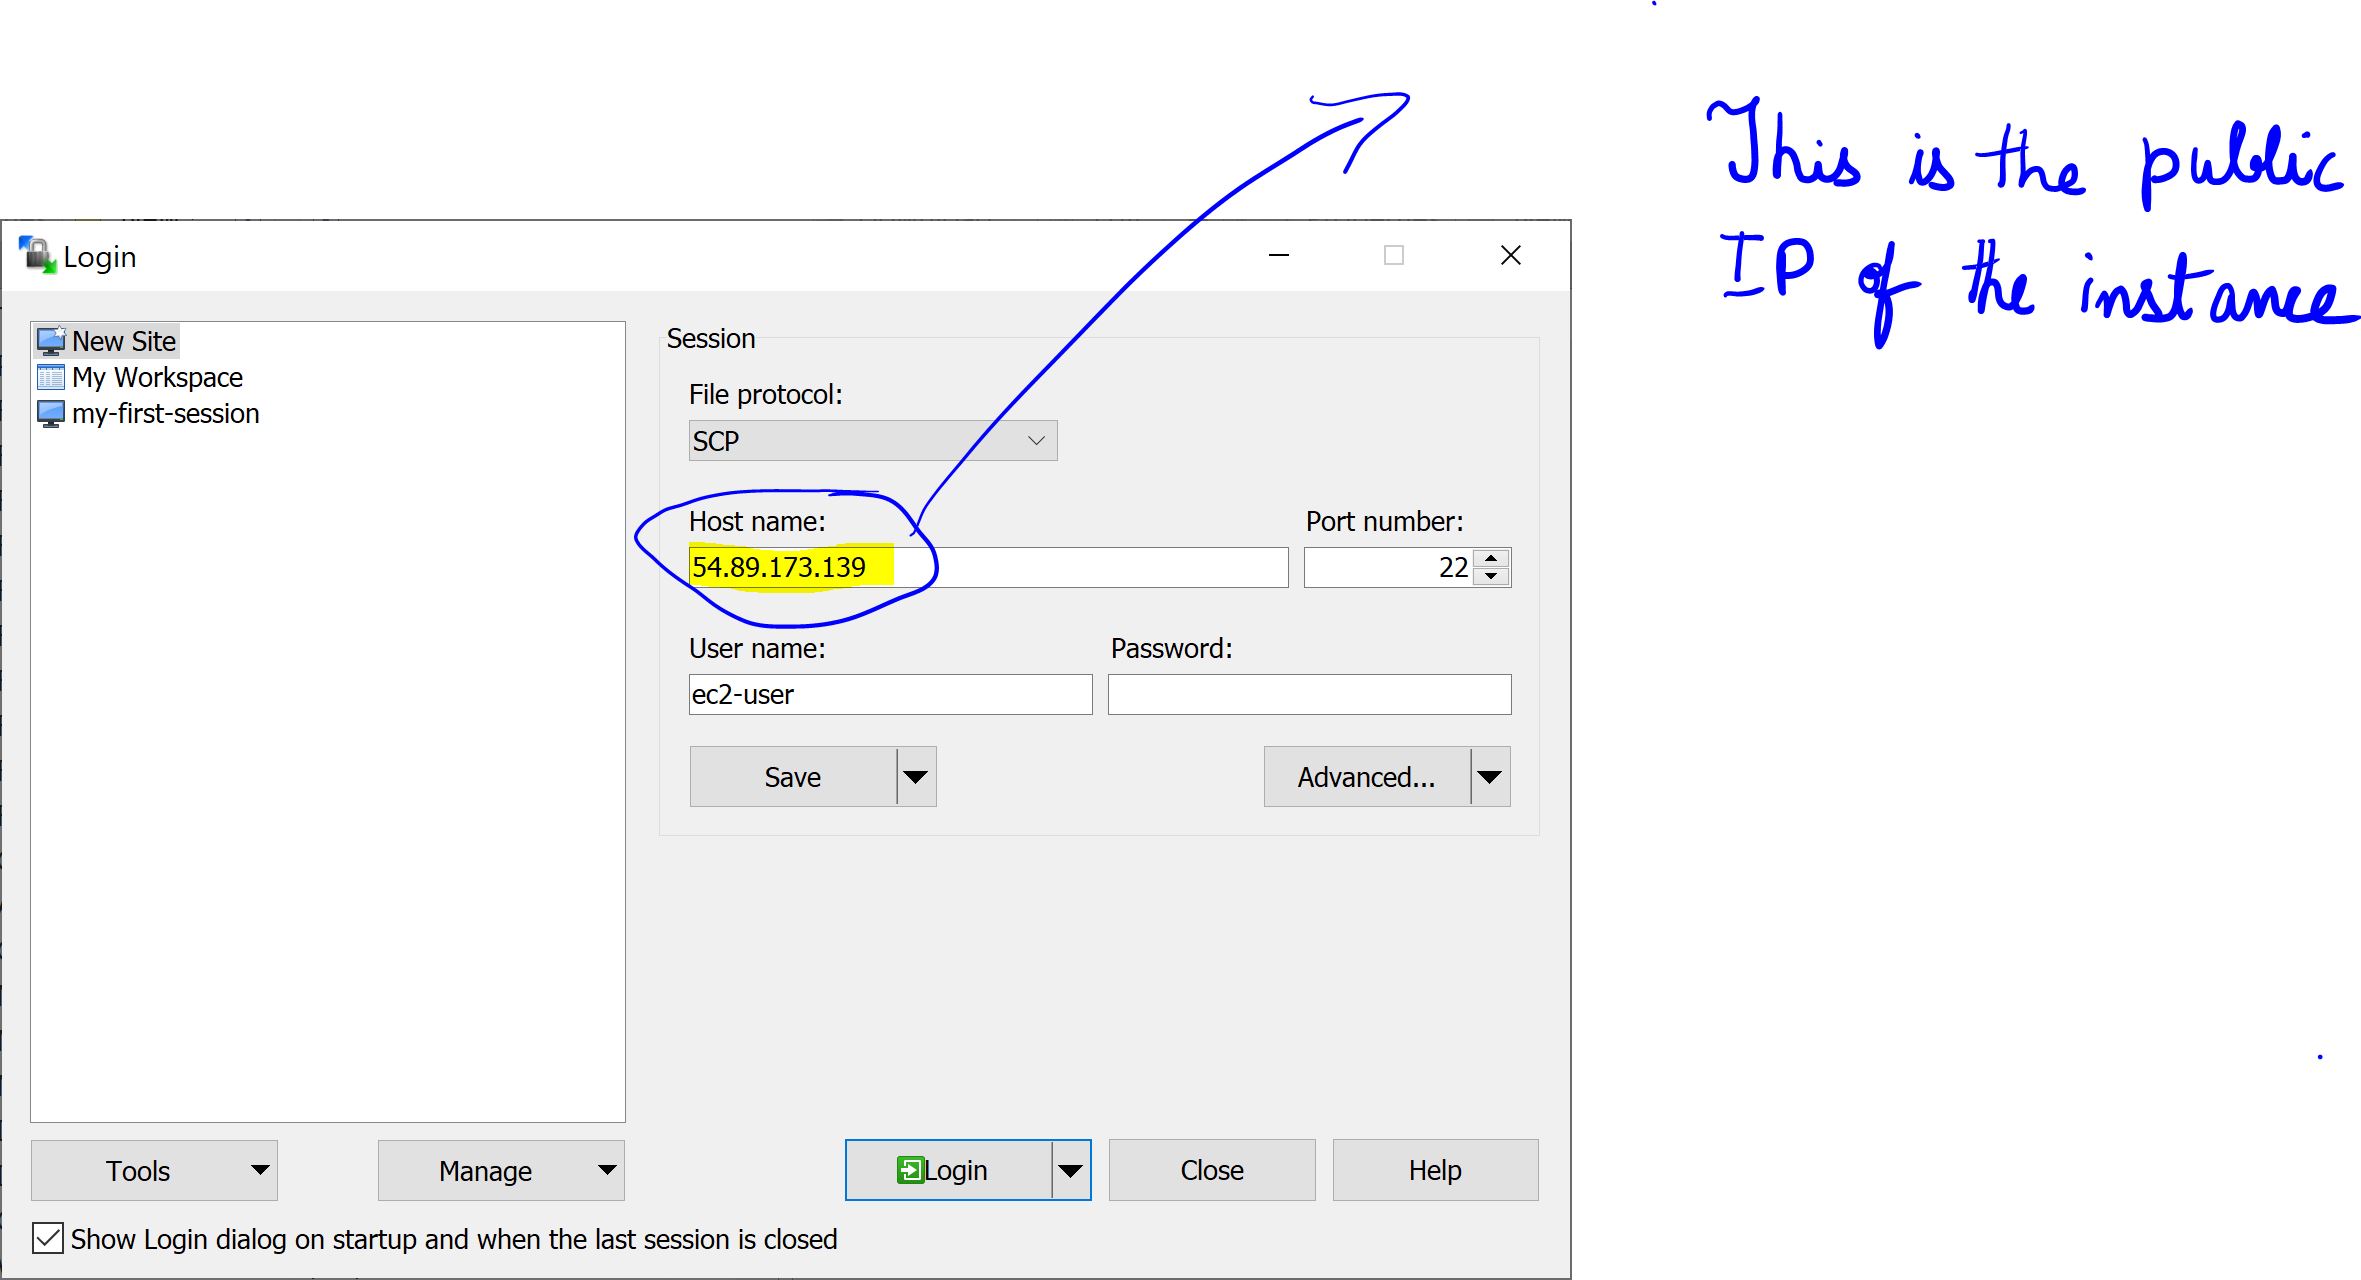 This is the public
IP of the instance
Login
New Site
My Workspace
my-first-session
Session
File protocol:
SCP
Host name:
Port number:
54.89.173.139
22
User name:
Password:
ec2-user
Save
Advanced...
Tools
Manage
Login
Close
Help
Show Login dialog on startup and when the last session is closed